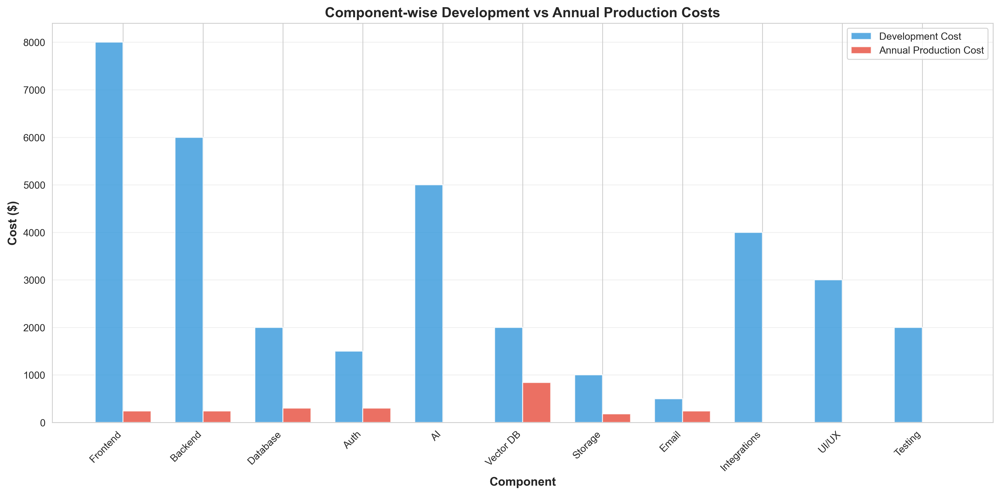 Component-wise Development vs Annual Production Costs
Development Cost
Annual Production Cost
Cost ($)
8000
7000
6000
5000
4000
3000
2000
1000
0
Frontend
Backend
Database
Auth
AI
Vector DB
Storage
Email
Integrations
UI/UX
Testing
Component